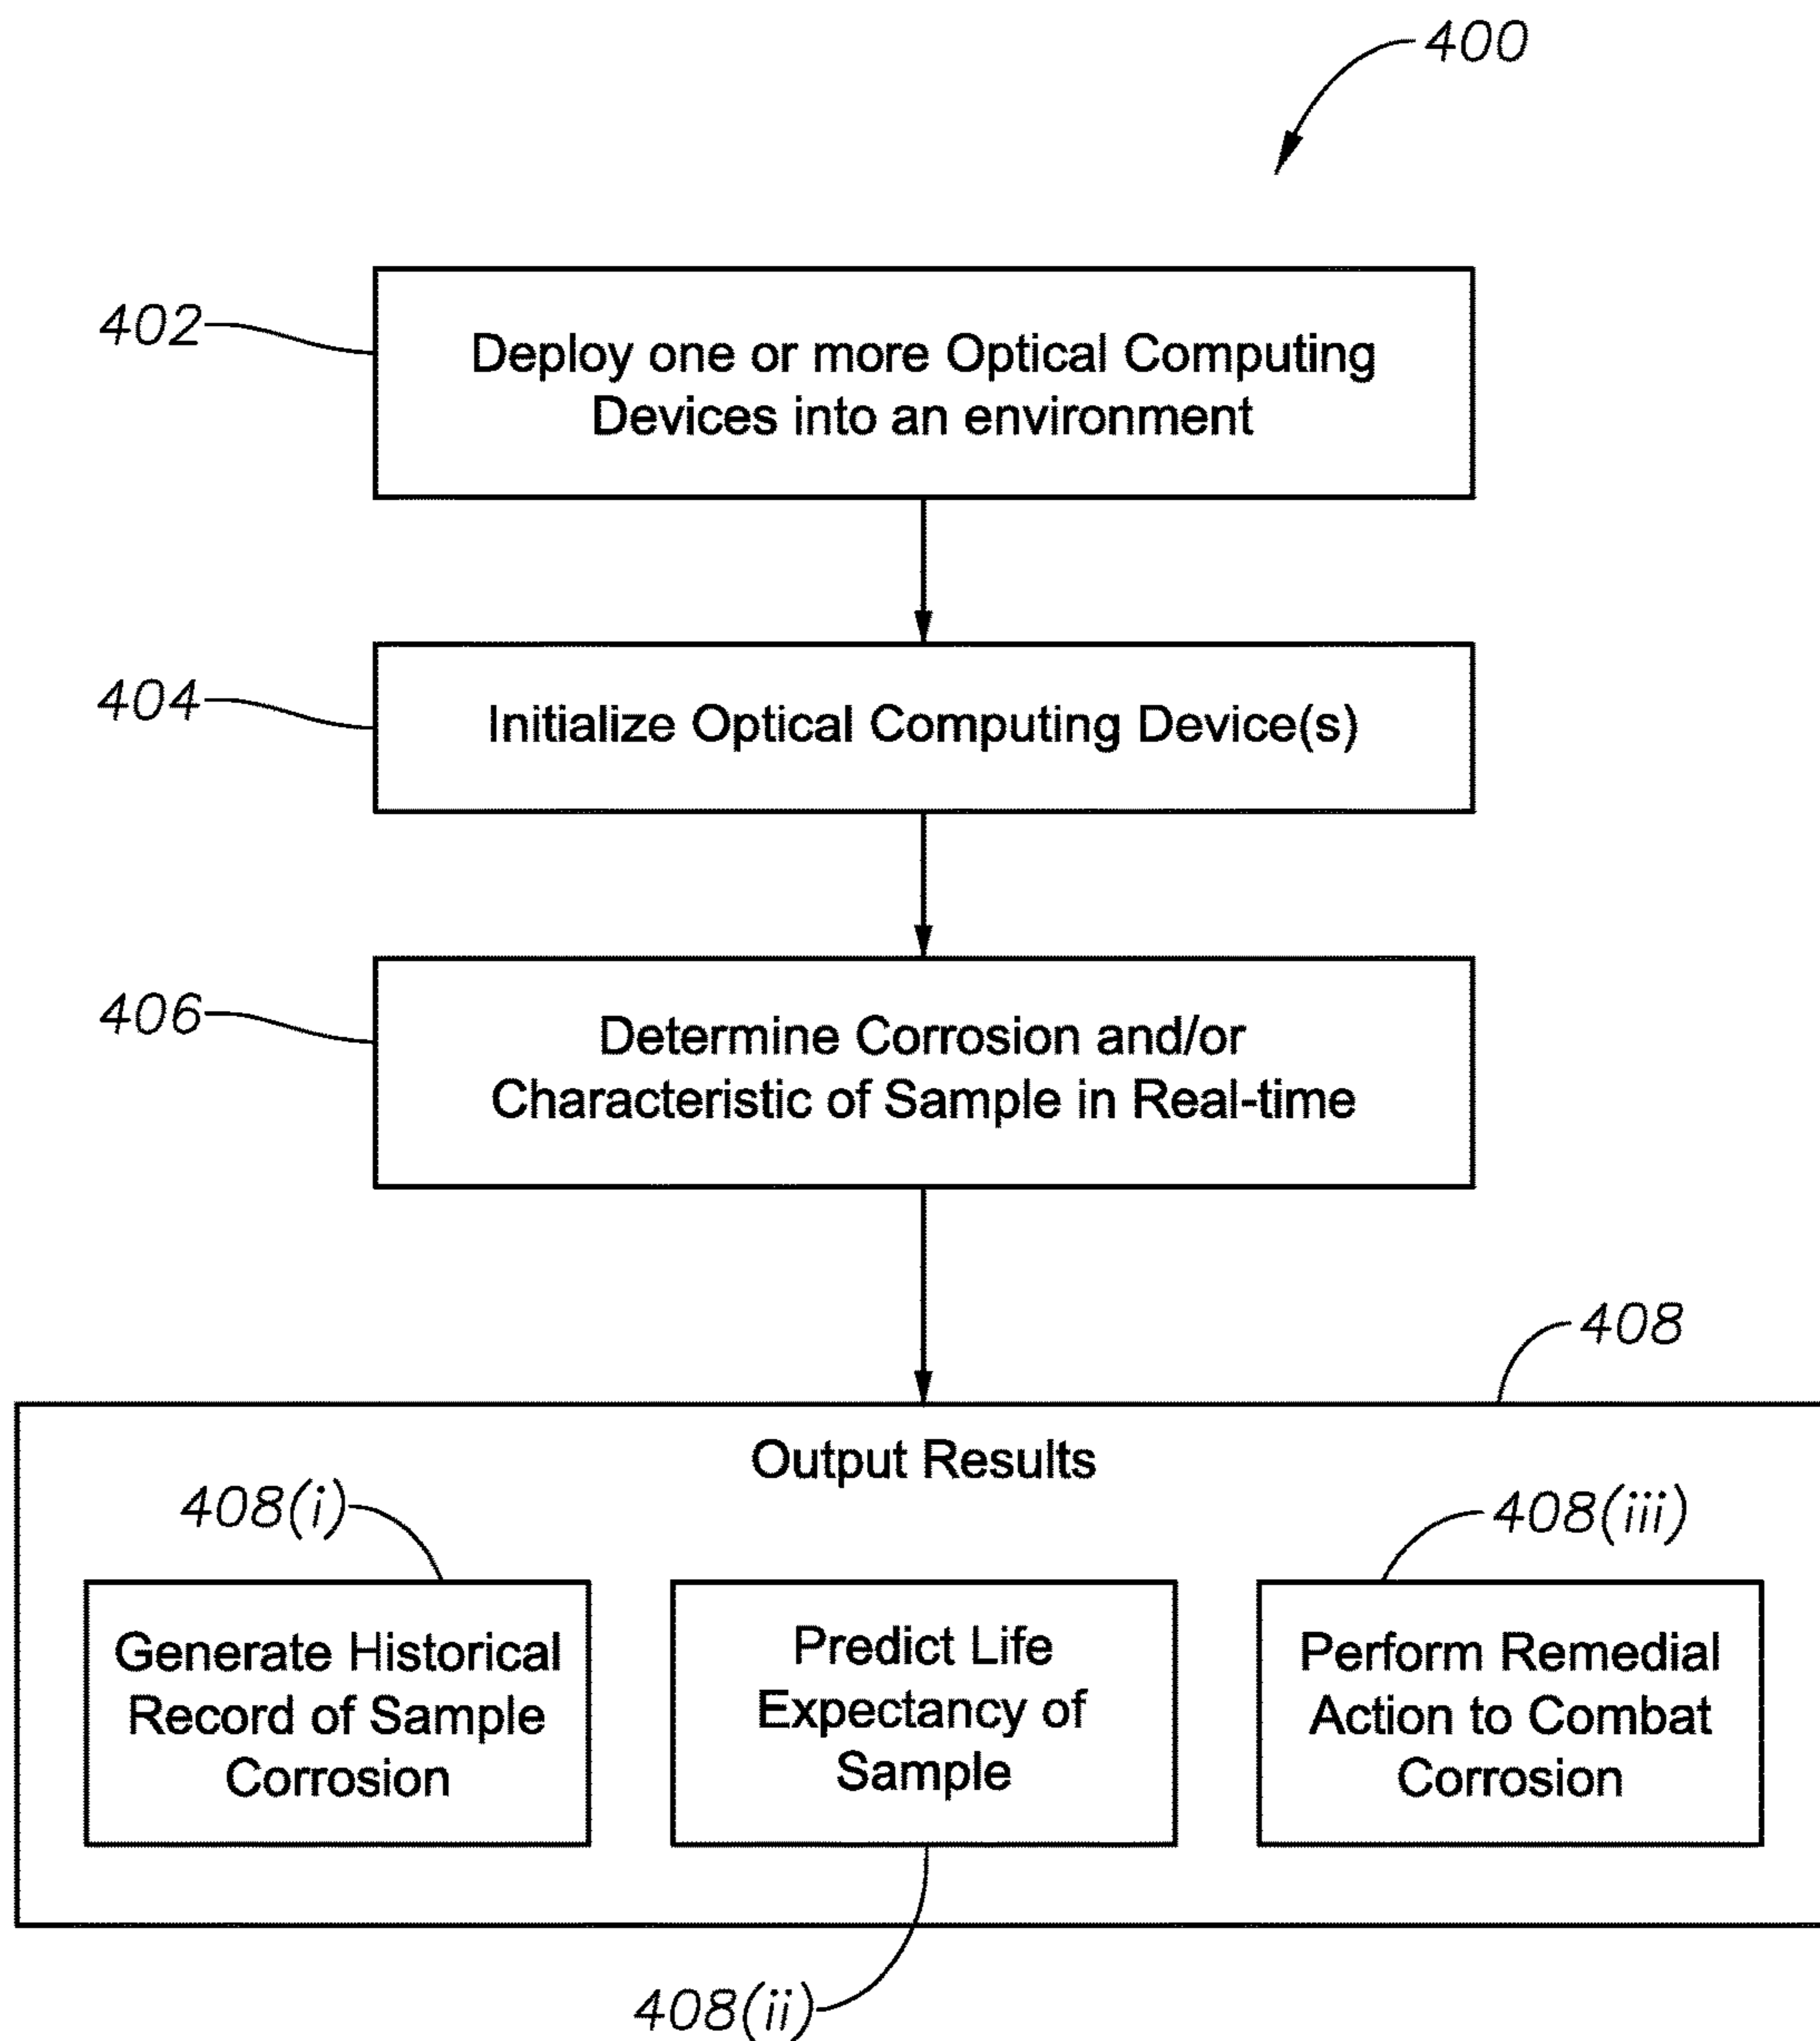 400
402
Deploy one or more Optical Computing
Devices into an environment
404
Initialize Optical Computing Device(s)
406
Determine Corrosion and/or
Characteristic of Sample in Real-time
408
Output Results
408(i)
408(iii)
Generate Historical
Record of Sample
Corrosion
Predict Life
Expectancy of
Sample
Perform Remedial
Action to Combat
Corrosion
408(ii)